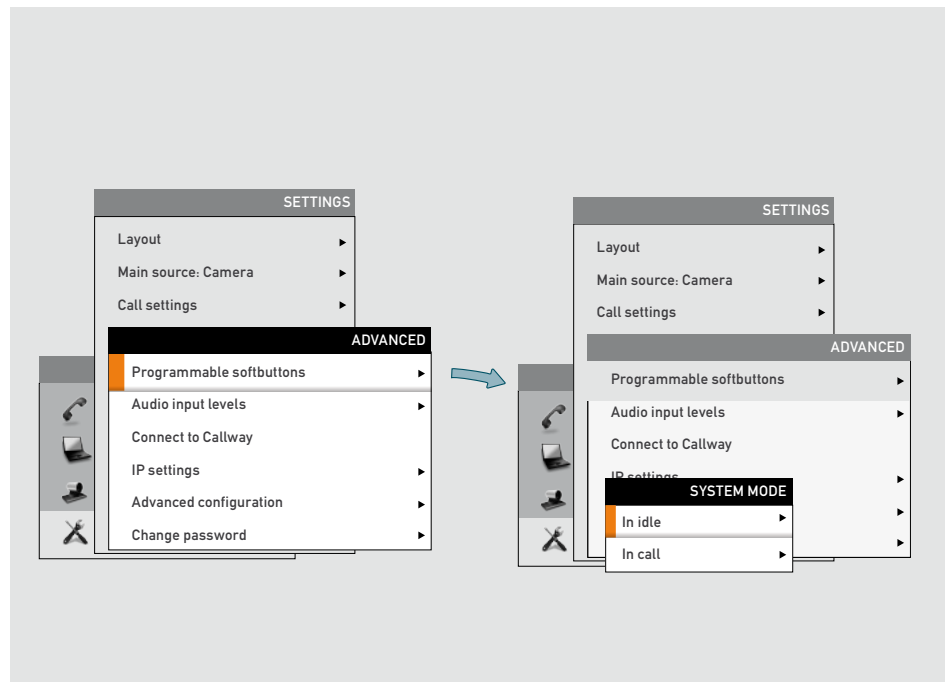 SETTINGS
Layout
Main source: Camera
Call settings
ADVANCED
Programmable softbuttons
Audio input levels
Connect to Callway
IP settings
Advanced configuration
Change password
SETTINGS
Layout
Main source: Camera
Call settings
ADVANCED
Programmable softbuttons
Audio input levels
Connect to Callway
IP settings
SYSTEM MODE
In idle
In call